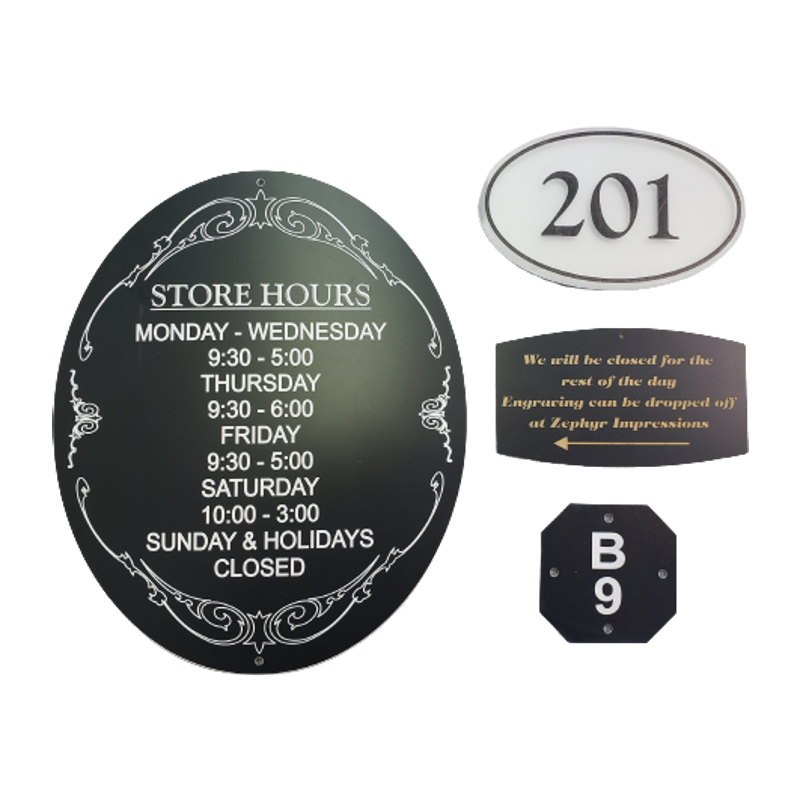 STORE HOURS
MONDAY - WEDNESDAY
9:30 - 5:00
THURSDAY
9:30 - 6:00
FRIDAY
9:30 - 5:00
SATURDAY
10:00 - 3:00
SUNDAY & HOLIDAYS
CLOSED
201
We will be closed for the
rest of the day
Engraving can be dropped off
at Zephyr Impressions
B
9